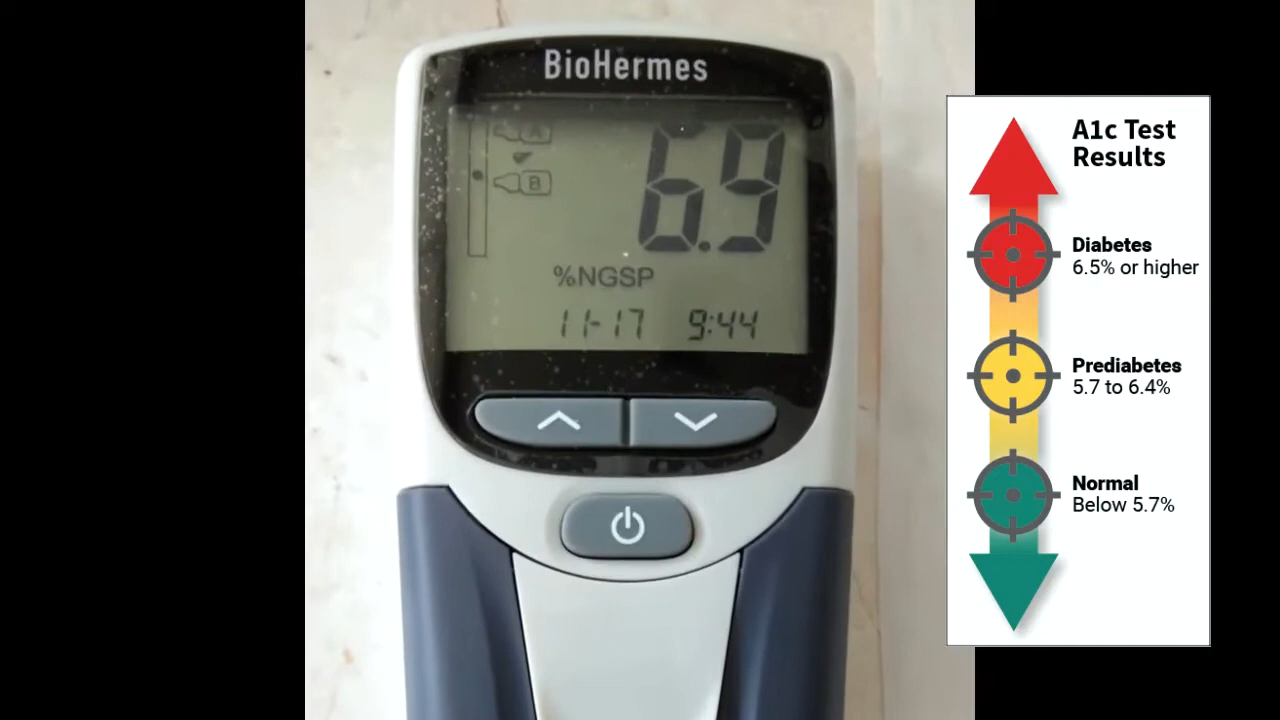 BioHermes
A
B
6.9
%NGSP
11-17 9:44
A1c Test
Results
Diabetes
6.5% or higher
Prediabetes
5.7 to 6.4%
Normal
Below 5.7%